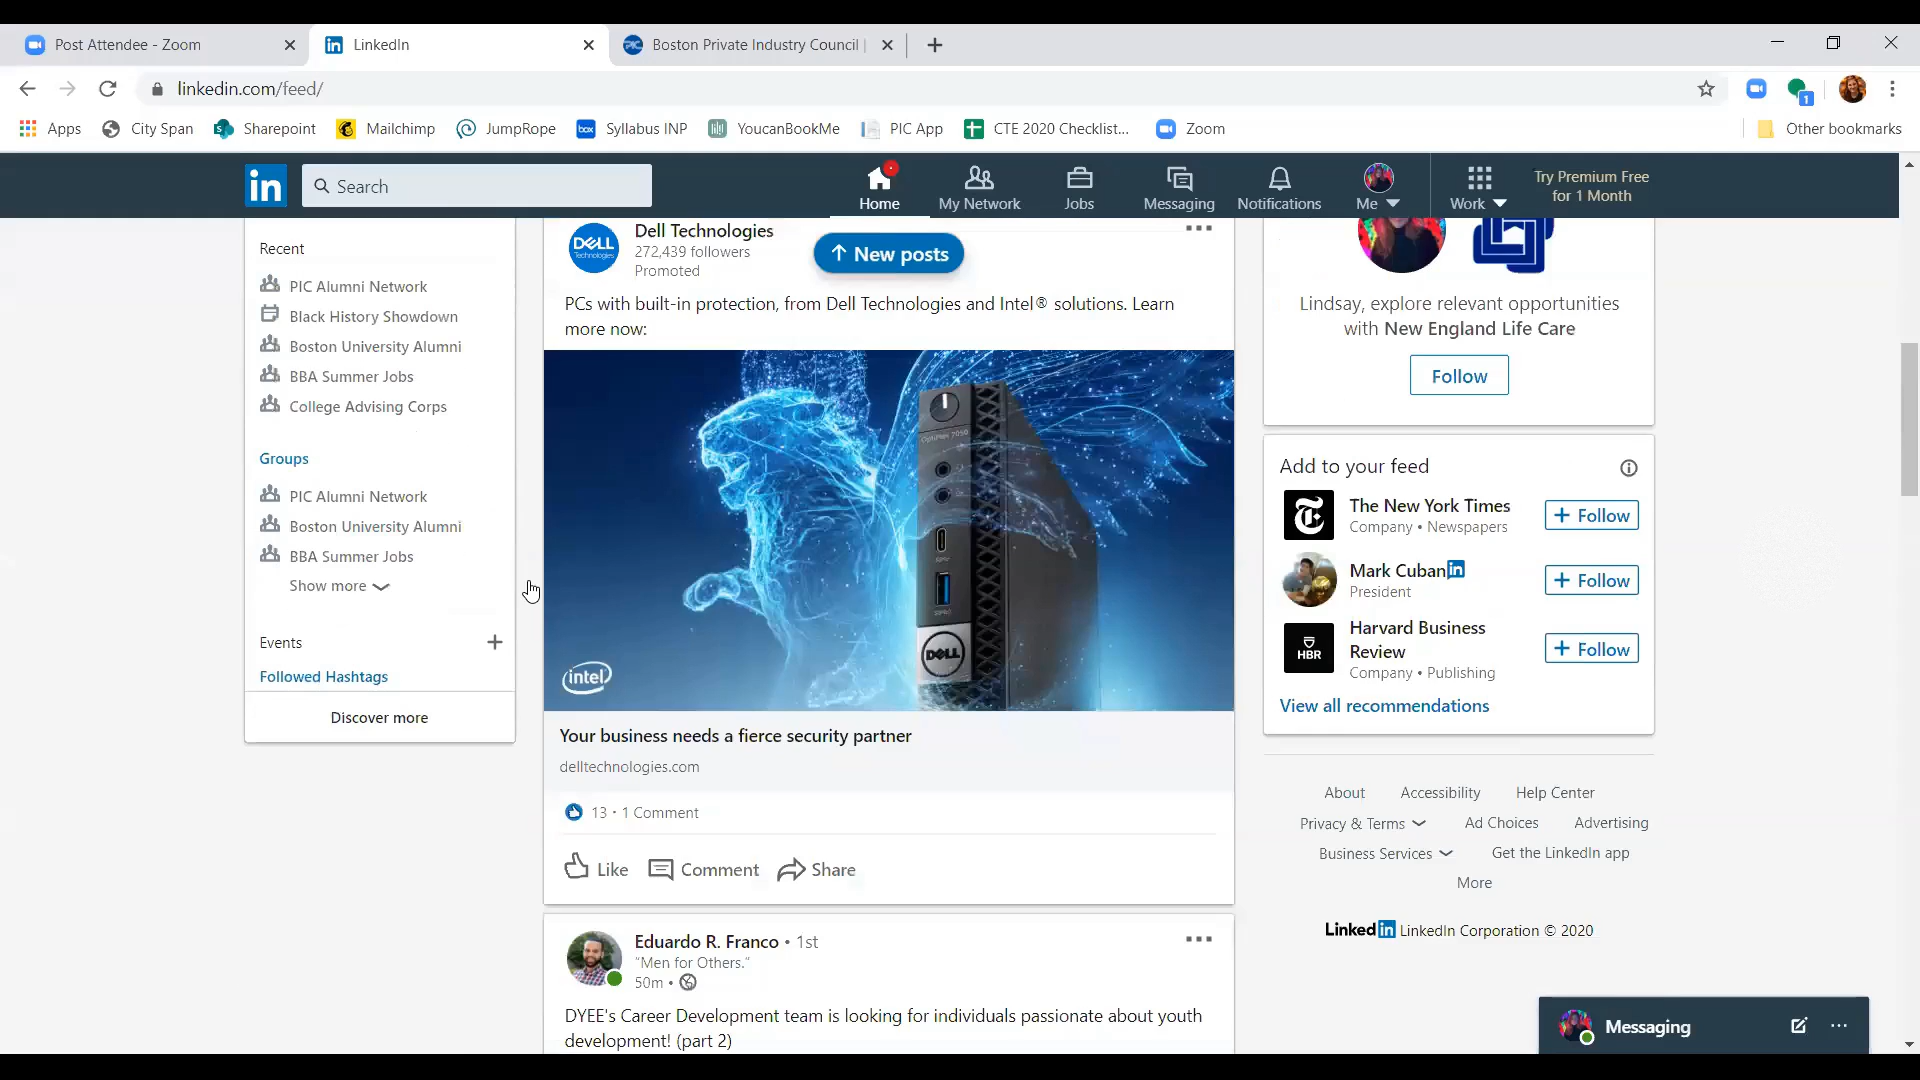 Post Attendee - Zoom
LinkedIn
Boston Private Industry Council |
linkedin.com/feed/
1
Apps
City Span
Sharepoint
Mailchimp
JumpRope
Syllabus INP
YoucanBookMe
PIC App
CTE 2020 Checklist...
Zoom
Other bookmarks
in
Search
Home
My Network
Jobs
Messaging
Notifications
Me
Work
Try Premium Free
for 1 Month
Recent
PIC Alumni Network
Black History Showdown
Boston University Alumni
BBA Summer Jobs
College Advising Corps
Groups
PIC Alumni Network
Boston University Alumni
BBA Summer Jobs
Show more
Events
Followed Hashtags
Discover more
DELL
Technologies
Dell Technologies
272,439 followers
Promoted
New posts
PCs with built-in protection, from Dell Technologies and Intel® solutions. Learn
more now:
OptiPlex 7050
DELL
intel
Your business needs a fierce security partner
delltechnologies.com
13 • 1 Comment
Like
Comment
Share
Eduardo R. Franco • 1st
"Men for Others."
50m •
DYEE's Career Development team is looking for individuals passionate about youth
development! (part 2)
Lindsay, explore relevant opportunities
with New England Life Care
Follow
Add to your feed
The New York Times
Company • Newspapers
+ Follow
Mark Cuban in
President
+ Follow
HBR
Harvard Business
Review
Company • Publishing
+ Follow
View all recommendations
About
Accessibility
Help Center
Privacy & Terms
Ad Choices
Advertising
Business Services
Get the LinkedIn app
More
LinkedIn LinkedIn Corporation © 2020
Messaging